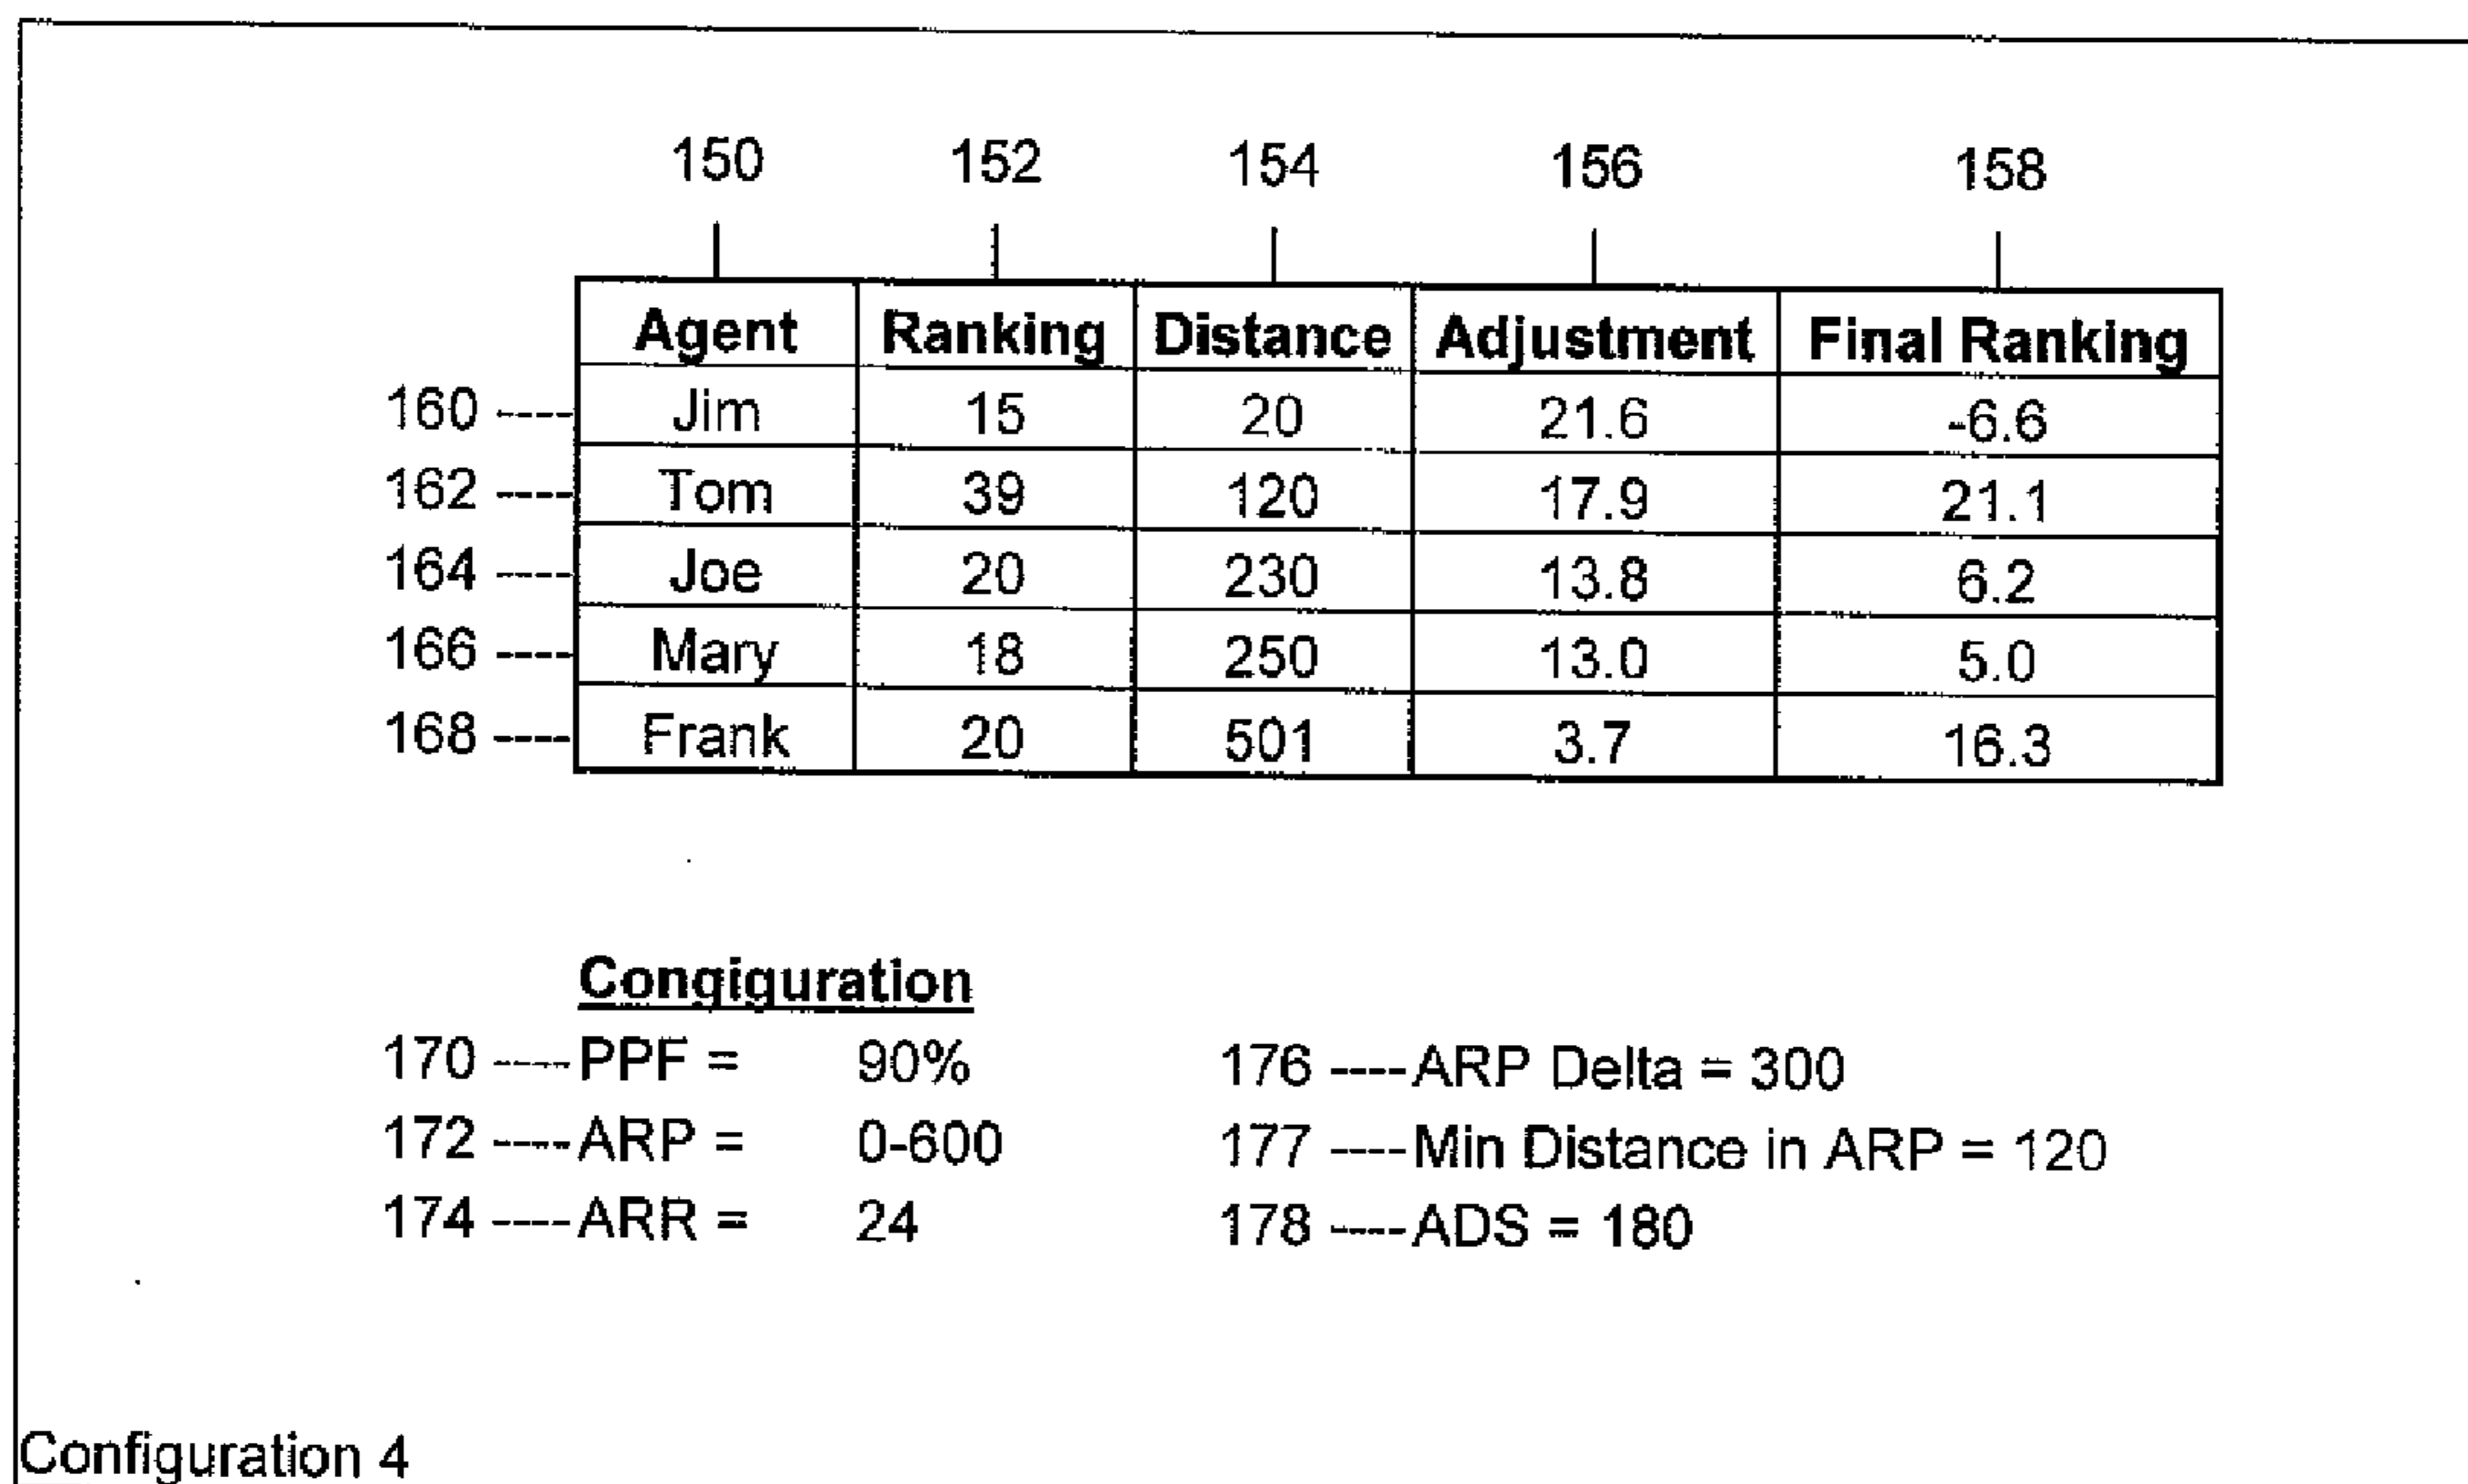 150 152 154 156 158
Agent Ranking Distance Adjustment Final Ranking
160 ---- Jim 15 20 21.6 -6.6
162 ---- Tom 39 120 17.9 21.1
164 ---- Joe 20 230 13.8 6.2
166 ---- Mary 18 250 13.0 5.0
168 ---- Frank 20 501 3.7 16.3
Congiguration
170 ---- PPF = 90% 176 ---- ARP Delta = 300
172 ---- ARP = 0-600 177 ---- Min Distance in ARP = 120
174 ---- ARR = 24 178 ---- ADS = 180
Configuration 4